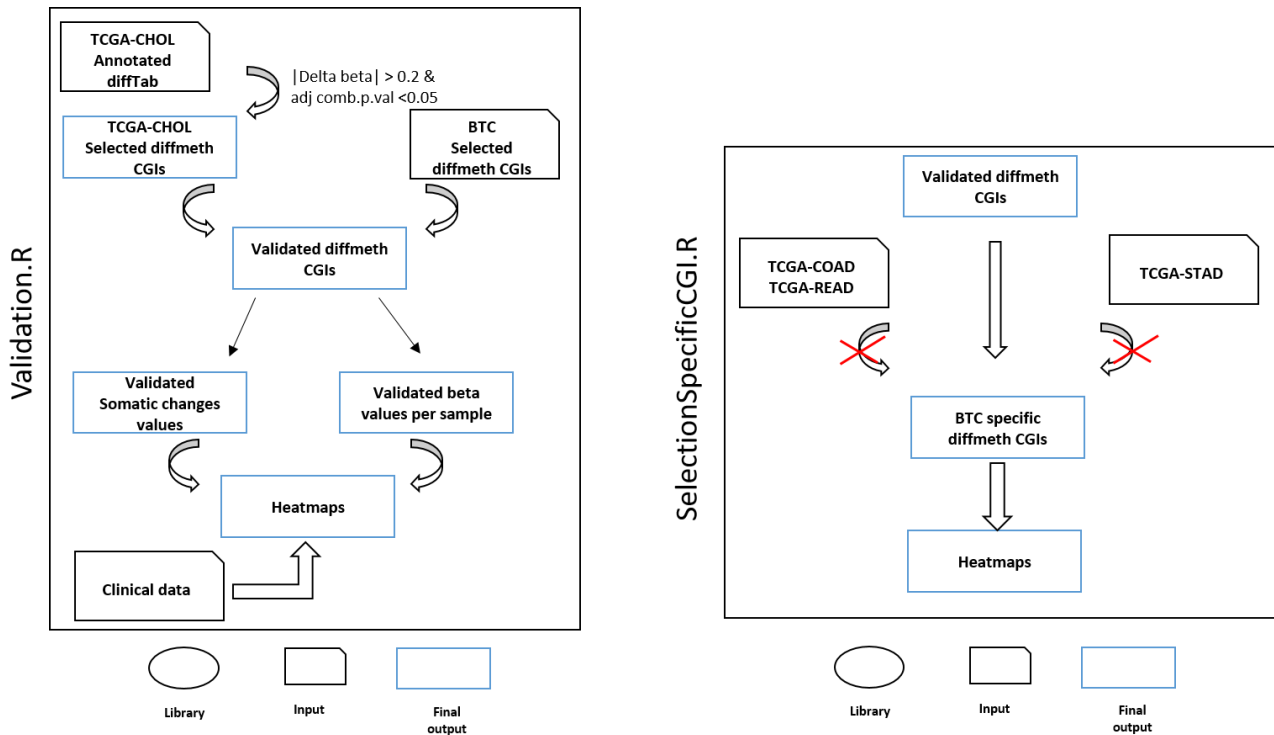 Validation.R
TCGA-CHOL
Annotated
diffTab
|Delta beta| > 0.2 &
adj comb.p.val <0.05
TCGA-CHOL
Selected diffmeth
CGIs
BTC
Selected
diffmeth CGIs
Validated diffmeth
CGIs
Validated
Somatic changes
values
Validated beta
values per sample
Heatmaps
Clinical data
Library
Input
Final
output
SelectionSpecificCGI.R
Validated diffmeth
CGIs
TCGA-COAD
TCGA-READ
TCGA-STAD
BTC specific
diffmeth CGIs
Heatmaps
Library
Input
Final
output